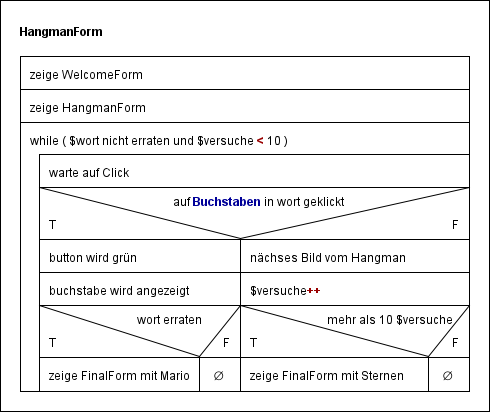 HangmanForm
zeige WelcomeForm
zeige HangmanForm
while ( $wort nicht erraten und $versuche < 10 )
warte auf Click
auf Buchstaben in wort geklickt
T F
button wird grün nächses Bild vom Hangman
buchstabe wird angezeigt $versuche++
wort erraten mehr als 10 $versuche
T F T F
zeige FinalForm mit Mario ∅ zeige FinalForm mit Sternen ∅